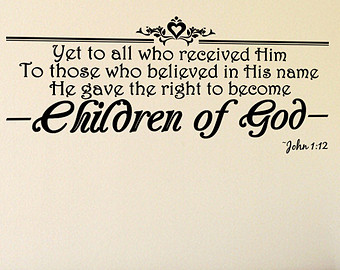 Yet to all who received Him
To those who believed in His name
He gave the right to become
Children of God
~John 1:12